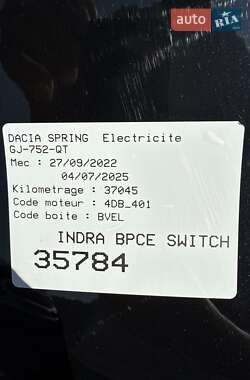 auto.
RIA
.com
DACIA SPRING Electricite
GJ-752-QT
Mec : 27/09/2022
04/07/2025
Kilometrage : 37045
Code moteur : 4DB_401
Code boite : BVEL
INDRA BPCE SWITCH
35784